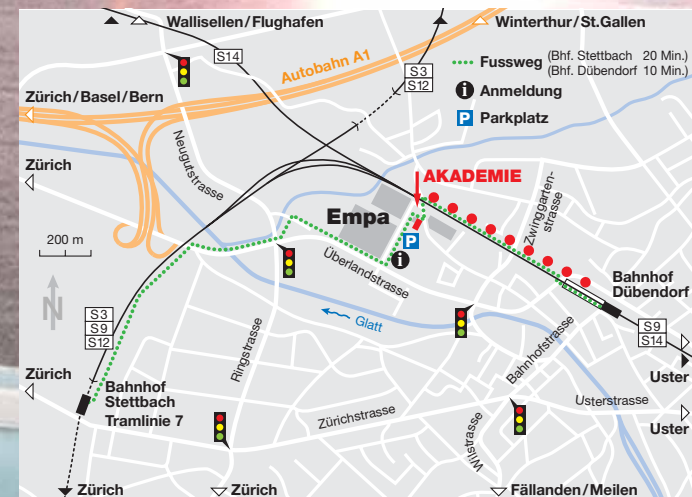 Wallisellen/Flughafen
Winterthur/St.Gallen
S14
Autobahn A1
S3
S12
Fussweg (Bhf. Stettbach 20 Min.)
(Bhf. Dübendorf 10 Min.)
i Anmeldung
P Parkplatz
Zürich/Basel/Bern
Neugutstrasse
Zürich
AKADEMIE
Zwinggarten-
strasse
Empa
P
i
200 m
N
Überlandstrasse
Bahnhof
Dübendorf
S3
S9
S12
Glatt
S9
S14
Ringstrasse
Bahnhofstrasse
Zürich
Uster
Bahnhof
Stettbach
Tramlinie 7
Zürichstrasse
Usterstrasse
Wilstrasse
Uster
Zürich
Zürich
Fällanden/Meilen